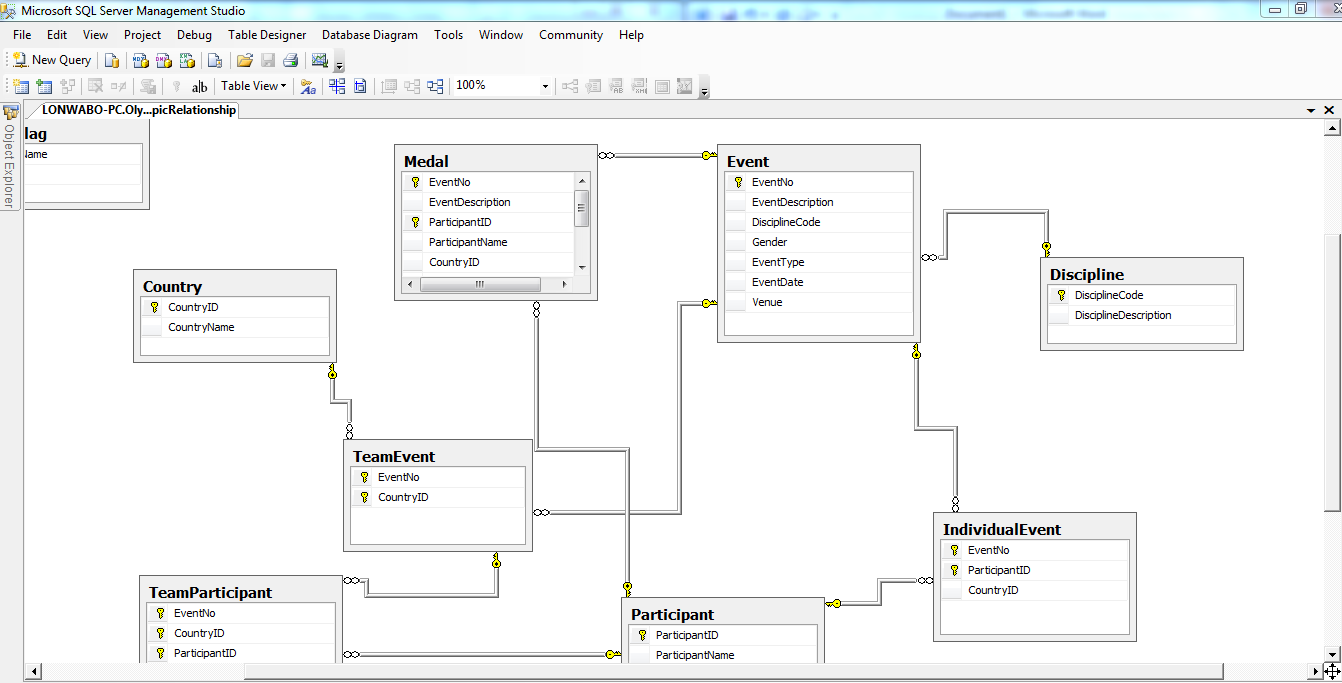 Microsoft SQL Server Management Studio
File Edit View Project Debug Table Designer Database Diagram Tools Window Community Help
New Query
ab Table View 100%
LONWABO-PC.Oly...picRelationship
Object Explorer
lag
Name
Medal
EventNo
EventDescription
ParticipantID
ParticipantName
CountryID
Event
EventNo
EventDescription
DisciplineCode
Gender
EventType
EventDate
Venue
Discipline
DisciplineCode
DisciplineDescription
Country
CountryID
CountryName
TeamEvent
EventNo
CountryID
IndividualEvent
EventNo
ParticipantID
CountryID
TeamParticipant
EventNo
CountryID
ParticipantID
Participant
ParticipantID
ParticipantName